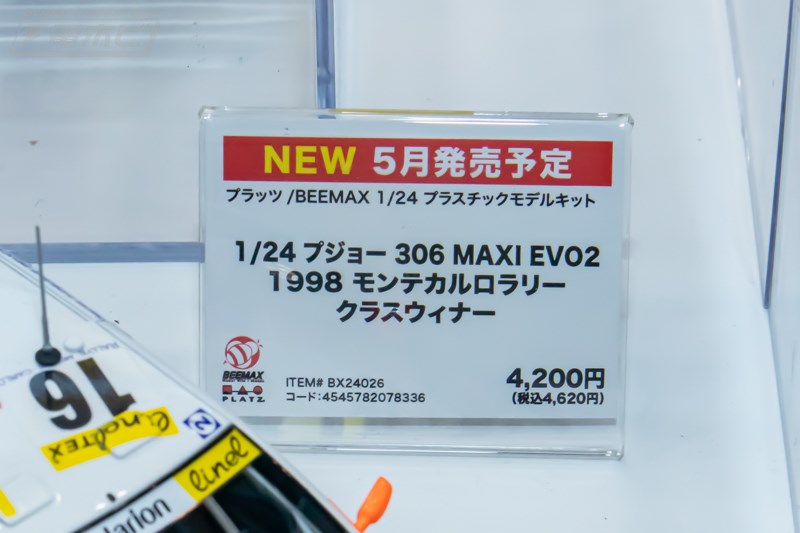 NEW 5月発売予定
プラッツ/BEEMAX 1/24 プラスチックモデルキット
1/24 プジョー 306 MAXI EVO2
1998 モンテカルロラリー
クラスウィナー
BEEMAX
PLATZ
ITEM# BX24026
コード:4545782078336
4,200円
(税込4,620円)
16
linel
larion